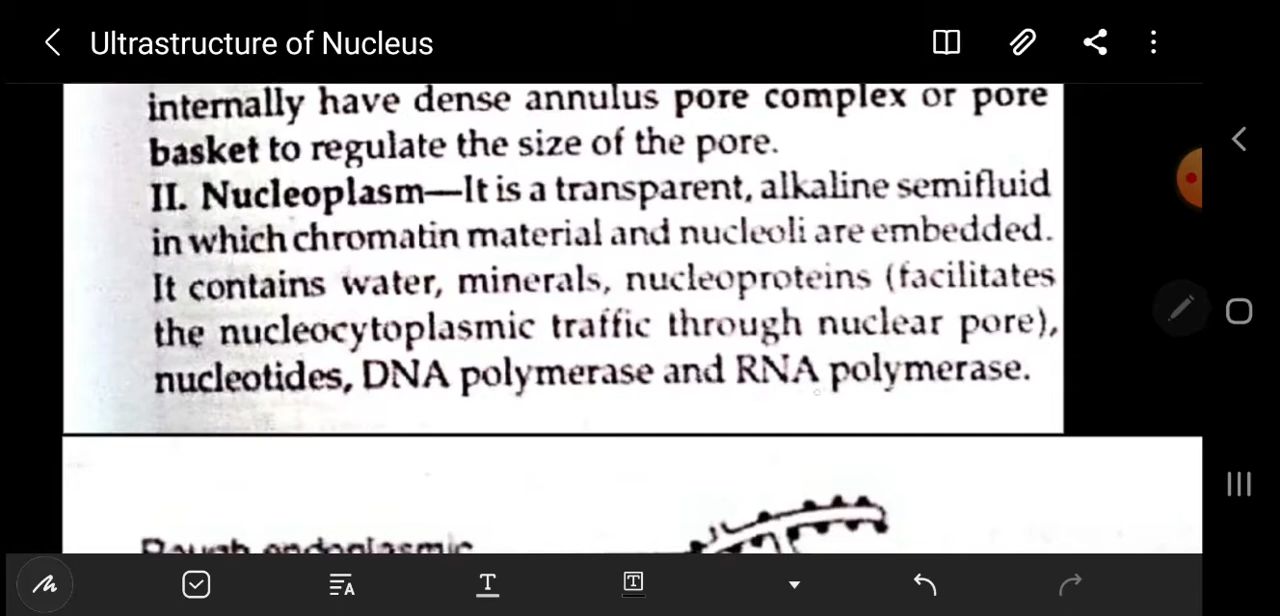 Ultrastructure of Nucleus
internally have dense annulus pore complex or pore
basket to regulate the size of the pore.
II. Nucleoplasm—It is a transparent, alkaline semifluid
in which chromatin material and nucleoli are embedded.
It contains water, minerals, nucleoproteins (facilitates
the nucleocytoplasmic traffic through nuclear pore),
nucleotides, DNA polymerase and RNA polymerase.
Rough endoplasmic